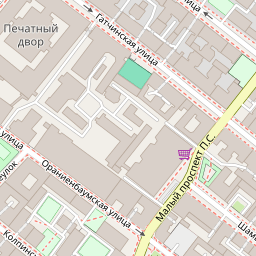 Гатчинская улица
Печатный
двор
улица
Ораниенбаумская улица
Малый проспект П.С.